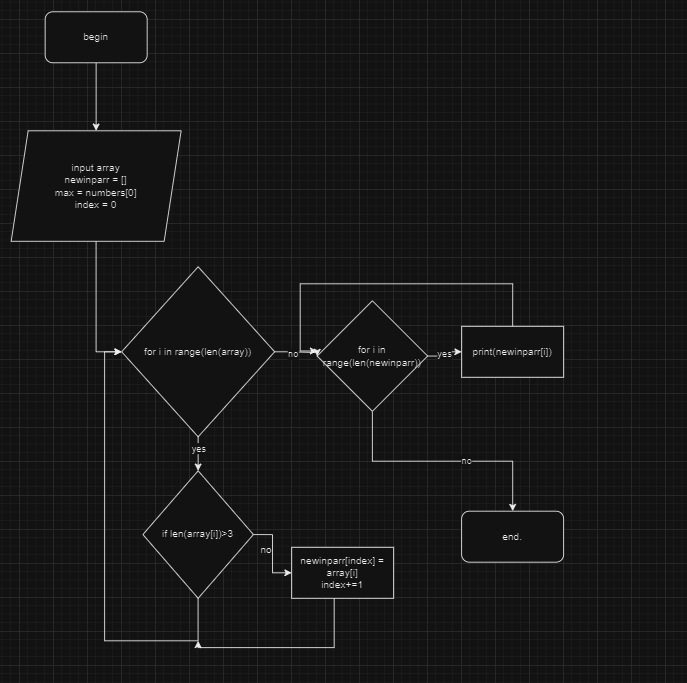 begin
input array
newinparr = []
max = numbers[0]
index = 0
for i in range(len(array))
no
for i in
range(len(newinparr))
yes
print(newinparr[i])
yes
no
if len(array[i])>3
no
newinparr[index] =
array[i]
index+=1
end.